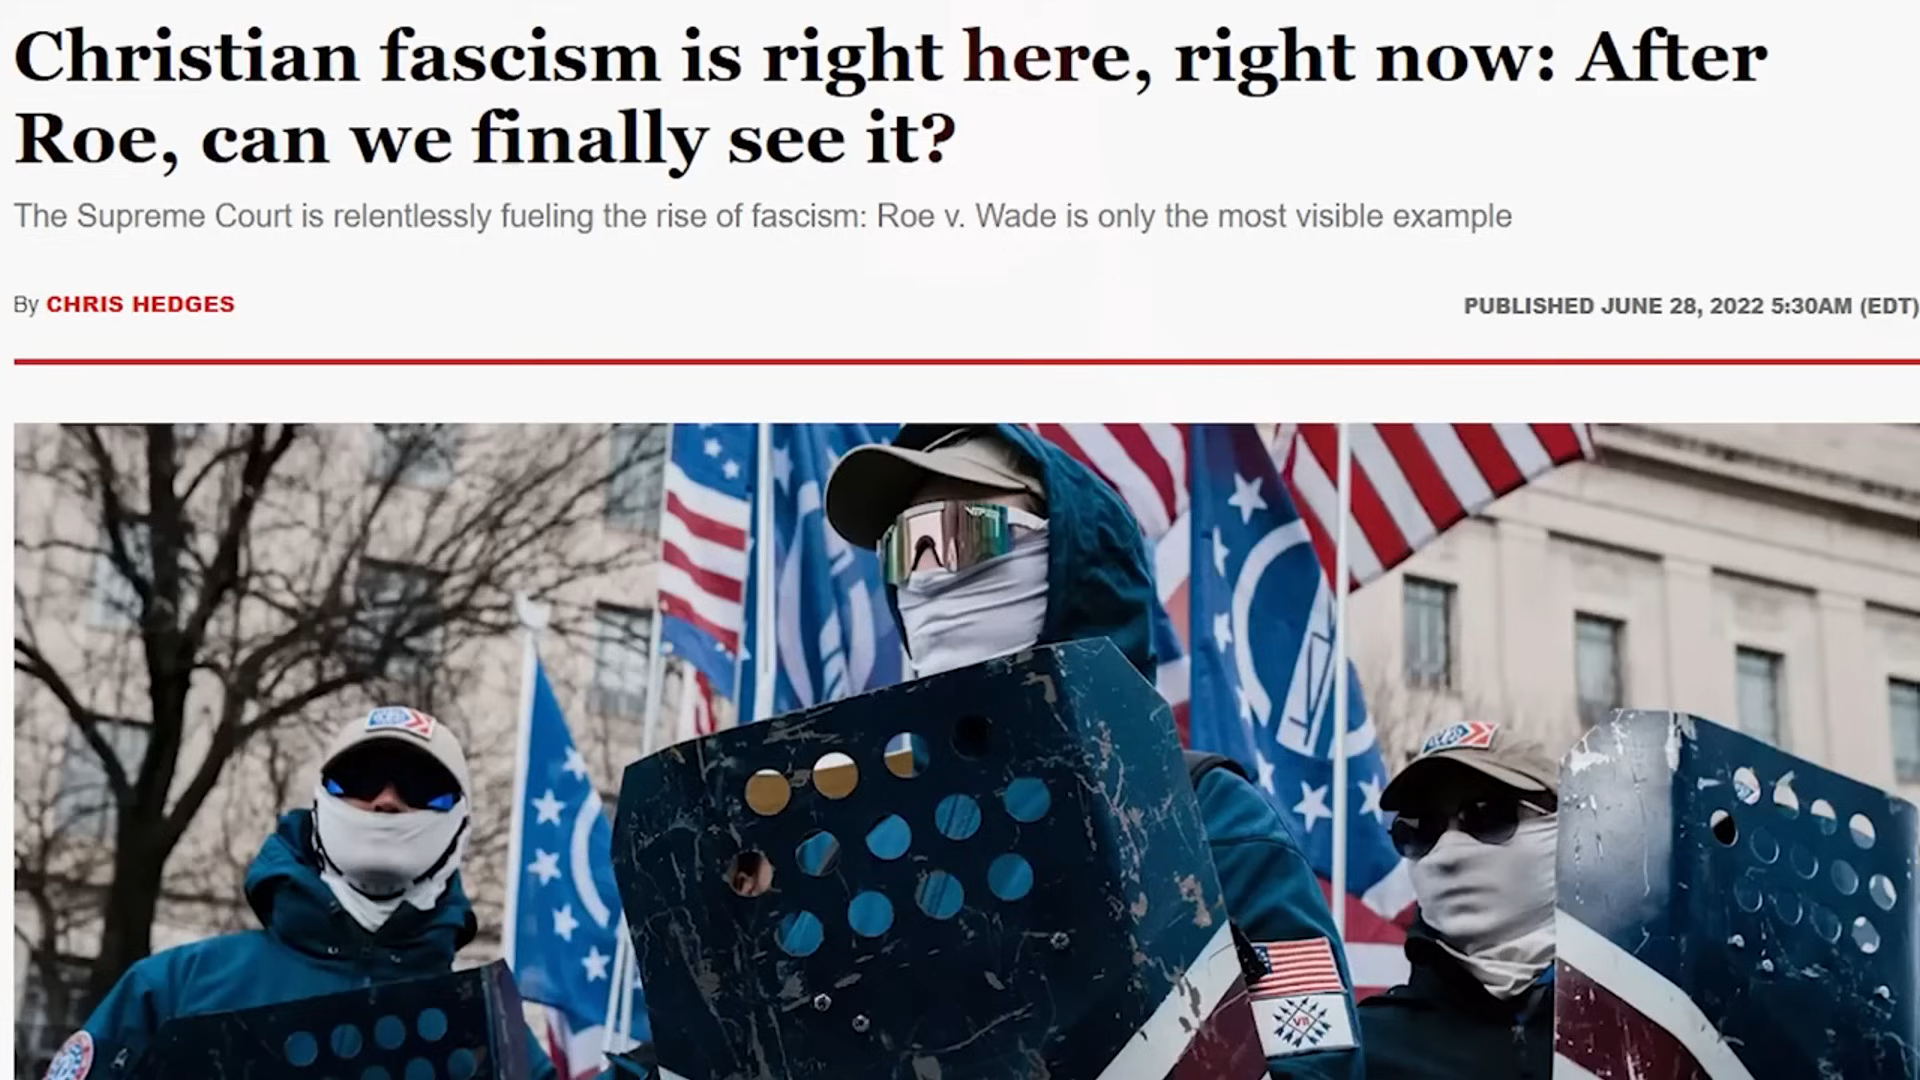 Christian fascism is right here, right now: After
Roe, can we finally see it?
The Supreme Court is relentlessly fueling the rise of fascism: Roe v. Wade is only the most visible example
By CHRIS HEDGES
PUBLISHED JUNE 28, 2022 5:30AM (EDT)
VIPER
VII